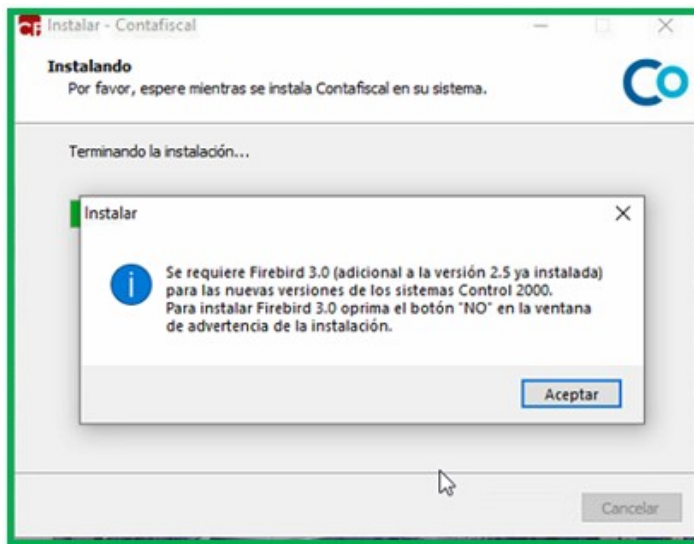 CF Instalar - Contafiscal
Instalando
Por favor, espere mientras se instala Contafiscal en su sistema.
CO
Terminando la instalación...
Instalar
i
Se requiere Firebird 3.0 (adicional a la versión 2.5 ya instalada)
para las nuevas versiones de los sistemas Control 2000.
Para instalar Firebird 3.0 oprima el botón "NO" en la ventana
de advertencia de la instalación.
Aceptar
Cancelar